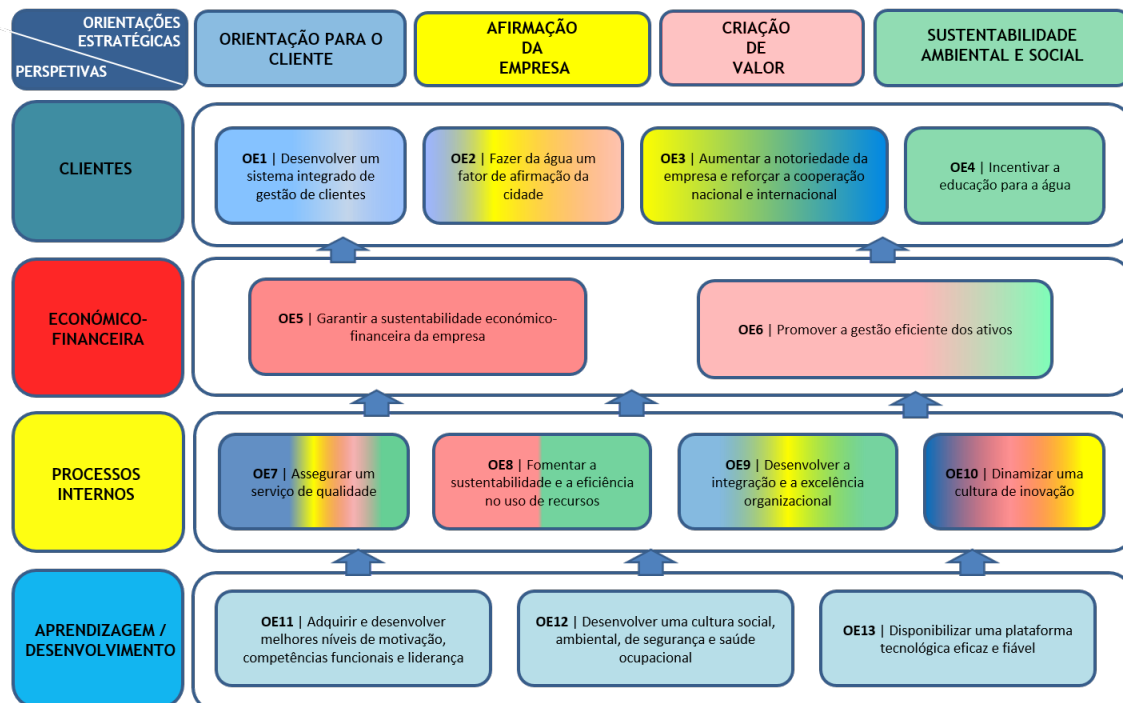 ORIENTAÇÕES
ESTRATÉGICAS
PERSPETIVAS
ORIENTAÇÃO PARA O
CLIENTE
AFIRMAÇÃO
DA
EMPRESA
CRIAÇÃO
DE
VALOR
SUSTENTABILIDADE
AMBIENTAL E SOCIAL
CLIENTES
OE1 | Desenvolver um
sistema integrado de
gestão de clientes
OE2 | Fazer da água um
fator de afirmação da
cidade
OE3 | Aumentar a notoriedade da
empresa e reforçar a cooperação
nacional e internacional
OE4 | Incentivar a
educação para a água
ECONÓMICO-
FINANCEIRA
OE5 | Garantir a sustentabilidade económico-
financeira da empresa
OE6 | Promover a gestão eficiente dos ativos
PROCESSOS
INTERNOS
OE7 | Assegurar um
serviço de qualidade
OE8 | Fomentar a
sustentabilidade e a eficiência
no uso de recursos
OE9 | Desenvolver a
integração e a excelência
organizacional
OE10 | Dinamizar uma
cultura de inovação
APRENDIZAGEM /
DESENVOLVIMENTO
OE11 | Adquirir e desenvolver
melhores níveis de motivação,
competências funcionais e liderança
OE12 | Desenvolver uma cultura social,
ambiental, de segurança e saúde
ocupacional
OE13 | Disponibilizar uma plataforma
tecnológica eficaz e fiável